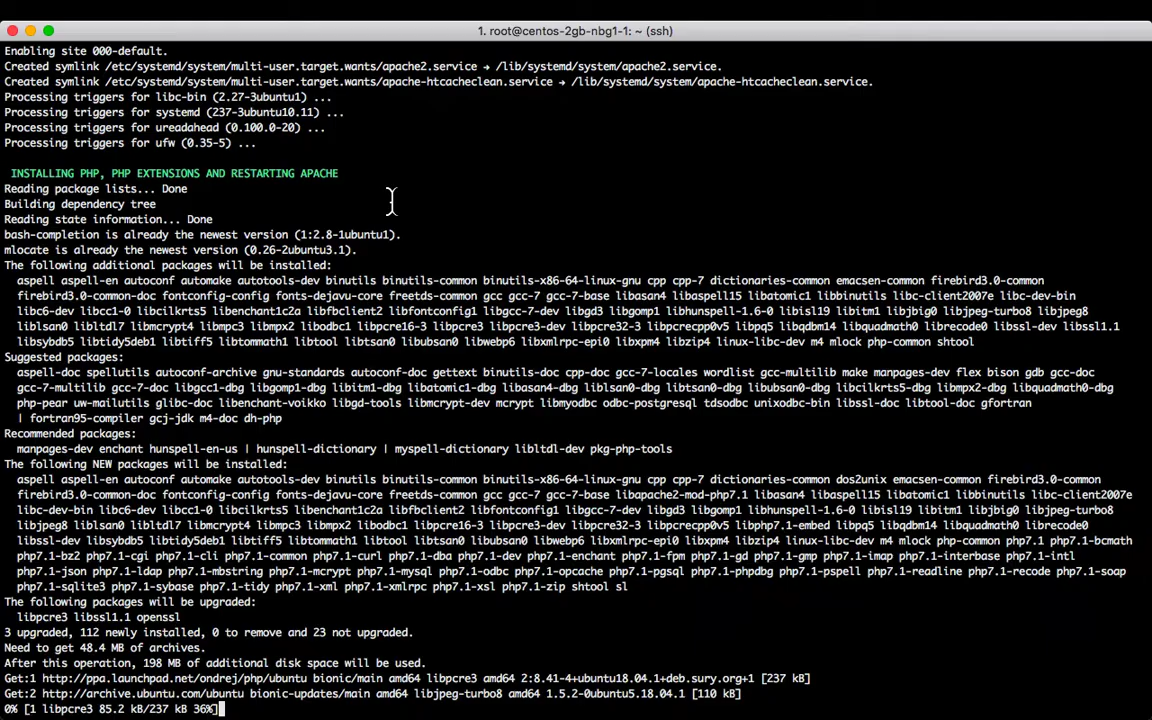 1. root@centos-2gb-nbg1-1: ~ (ssh)
Enabling site 000-default.
Created symlink /etc/systemd/system/multi-user.target.wants/apache2.service → /lib/systemd/system/apache2.service.
Created symlink /etc/systemd/system/multi-user.target.wants/apache-htcacheclean.service → /lib/systemd/system/apache-htcacheclean.service.
Processing triggers for libc-bin (2.27-3ubuntu1) ...
Processing triggers for systemd (237-3ubuntu10.11) ...
Processing triggers for ureadahead (0.100.0-20) ...
Processing triggers for ufw (0.35-5) ...
INSTALLING PHP, PHP EXTENSIONS AND RESTARTING APACHE
Reading package lists... Done
Building dependency tree
Reading state information... Done
bash-completion is already the newest version (1:2.8-1ubuntu1).
mlocate is already the newest version (0.26-2ubuntu3.1).
The following additional packages will be installed:
aspell aspell-en autoconf automake autotools-dev binutils binutils-common binutils-x86-64-linux-gnu cpp cpp-7 dictionaries-common emacsen-common firebird3.0-common
firebird3.0-common-doc fontconfig-config fonts-dejavu-core freetds-common gcc gcc-7 gcc-7-base libasan4 libaspell15 libatomic1 libbinutils libc-client2007e libc-dev-bin
libc6-dev libcc1-0 libcilkrts5 libenchant1c2a libfbclient2 libfontconfig1 libgcc-7-dev libgd3 libgomp1 libhunspell-1.6-0 libisl19 libitm1 libjbig0 libjpeg-turbo8 libjpeg8
liblsan0 libltdl7 libmcrypt4 libmpc3 libmpx2 libodbc1 libpcre16-3 libpcre3 libpcre3-dev libpcre32-3 libpcrecpp0v5 libpq5 libqdbm14 libquadmath0 librecode0 libssl-dev libssl1.1
libsybdb5 libtidy5deb1 libtiff5 libtommath1 libtool libtsan0 libubsan0 libwebp6 libxmlrpc-epi0 libxpm4 libzip4 linux-libc-dev m4 mlock php-common shtool
Suggested packages:
aspell-doc spellutils autoconf-archive gnu-standards autoconf-doc gettext binutils-doc cpp-doc gcc-7-locales wordlist gcc-multilib make manpages-dev flex bison gdb gcc-doc
gcc-7-multilib gcc-7-doc libgcc1-dbg libgomp1-dbg libitm1-dbg libatomic1-dbg libasan4-dbg liblsan0-dbg libtsan0-dbg libubsan0-dbg libcilkrts5-dbg libmpx2-dbg libquadmath0-dbg
php-pear uw-mailutils glibc-doc libenchant-voikko libgd-tools libmcrypt-dev mcrypt libmyodbc odbc-postgresql tdsodbc unixodbc-bin libssl-doc libtool-doc gfortran
| fortran95-compiler gcj-jdk m4-doc dh-php
Recommended packages:
manpages-dev enchant hunspell-en-us | hunspell-dictionary | myspell-dictionary libltdl-dev pkg-php-tools
The following NEW packages will be installed:
aspell aspell-en autoconf automake autotools-dev binutils binutils-common binutils-x86-64-linux-gnu cpp cpp-7 dictionaries-common dos2unix emacsen-common firebird3.0-common
firebird3.0-common-doc fontconfig-config fonts-dejavu-core freetds-common gcc gcc-7 gcc-7-base libapache2-mod-php7.1 libasan4 libaspell15 libatomic1 libbinutils libc-client2007e
libc-dev-bin libc6-dev libcc1-0 libcilkrts5 libenchant1c2a libfbclient2 libfontconfig1 libgcc-7-dev libgd3 libgomp1 libhunspell-1.6-0 libisl19 libitm1 libjbig0 libjpeg-turbo8
libjpeg8 liblsan0 libltdl7 libmcrypt4 libmpc3 libmpx2 libodbc1 libpcre16-3 libpcre3-dev libpcre32-3 libpcrecpp0v5 libphp7.1-embed libpq5 libqdbm14 libquadmath0 librecode0
libssl-dev libsybdb5 libtidy5deb1 libtiff5 libtommath1 libtool libtsan0 libubsan0 libwebp6 libxmlrpc-epi0 libxpm4 libzip4 linux-libc-dev m4 mlock php-common php7.1 php7.1-bcmath
php7.1-bz2 php7.1-cgi php7.1-cli php7.1-common php7.1-curl php7.1-dba php7.1-dev php7.1-enchant php7.1-fpm php7.1-gd php7.1-gmp php7.1-imap php7.1-interbase php7.1-intl
php7.1-json php7.1-ldap php7.1-mbstring php7.1-mcrypt php7.1-mysql php7.1-odbc php7.1-opcache php7.1-pgsql php7.1-phpdbg php7.1-pspell php7.1-readline php7.1-recode php7.1-soap
php7.1-sqlite3 php7.1-sybase php7.1-tidy php7.1-xml php7.1-xmlrpc php7.1-xsl php7.1-zip shtool sl
The following packages will be upgraded:
libpcre3 libssl1.1 openssl
3 upgraded, 112 newly installed, 0 to remove and 23 not upgraded.
Need to get 48.4 MB of archives.
After this operation, 198 MB of additional disk space will be used.
Get:1 http://ppa.launchpad.net/ondrej/php/ubuntu bionic/main amd64 libpcre3 amd64 2:8.41-4+ubuntu18.04.1+deb.sury.org+1 [237 kB]
Get:2 http://archive.ubuntu.com/ubuntu bionic-updates/main amd64 libjpeg-turbo8 amd64 1.5.2-0ubuntu5.18.04.1 [110 kB]
0% [1 libpcre3 85.2 kB/237 kB 36%]